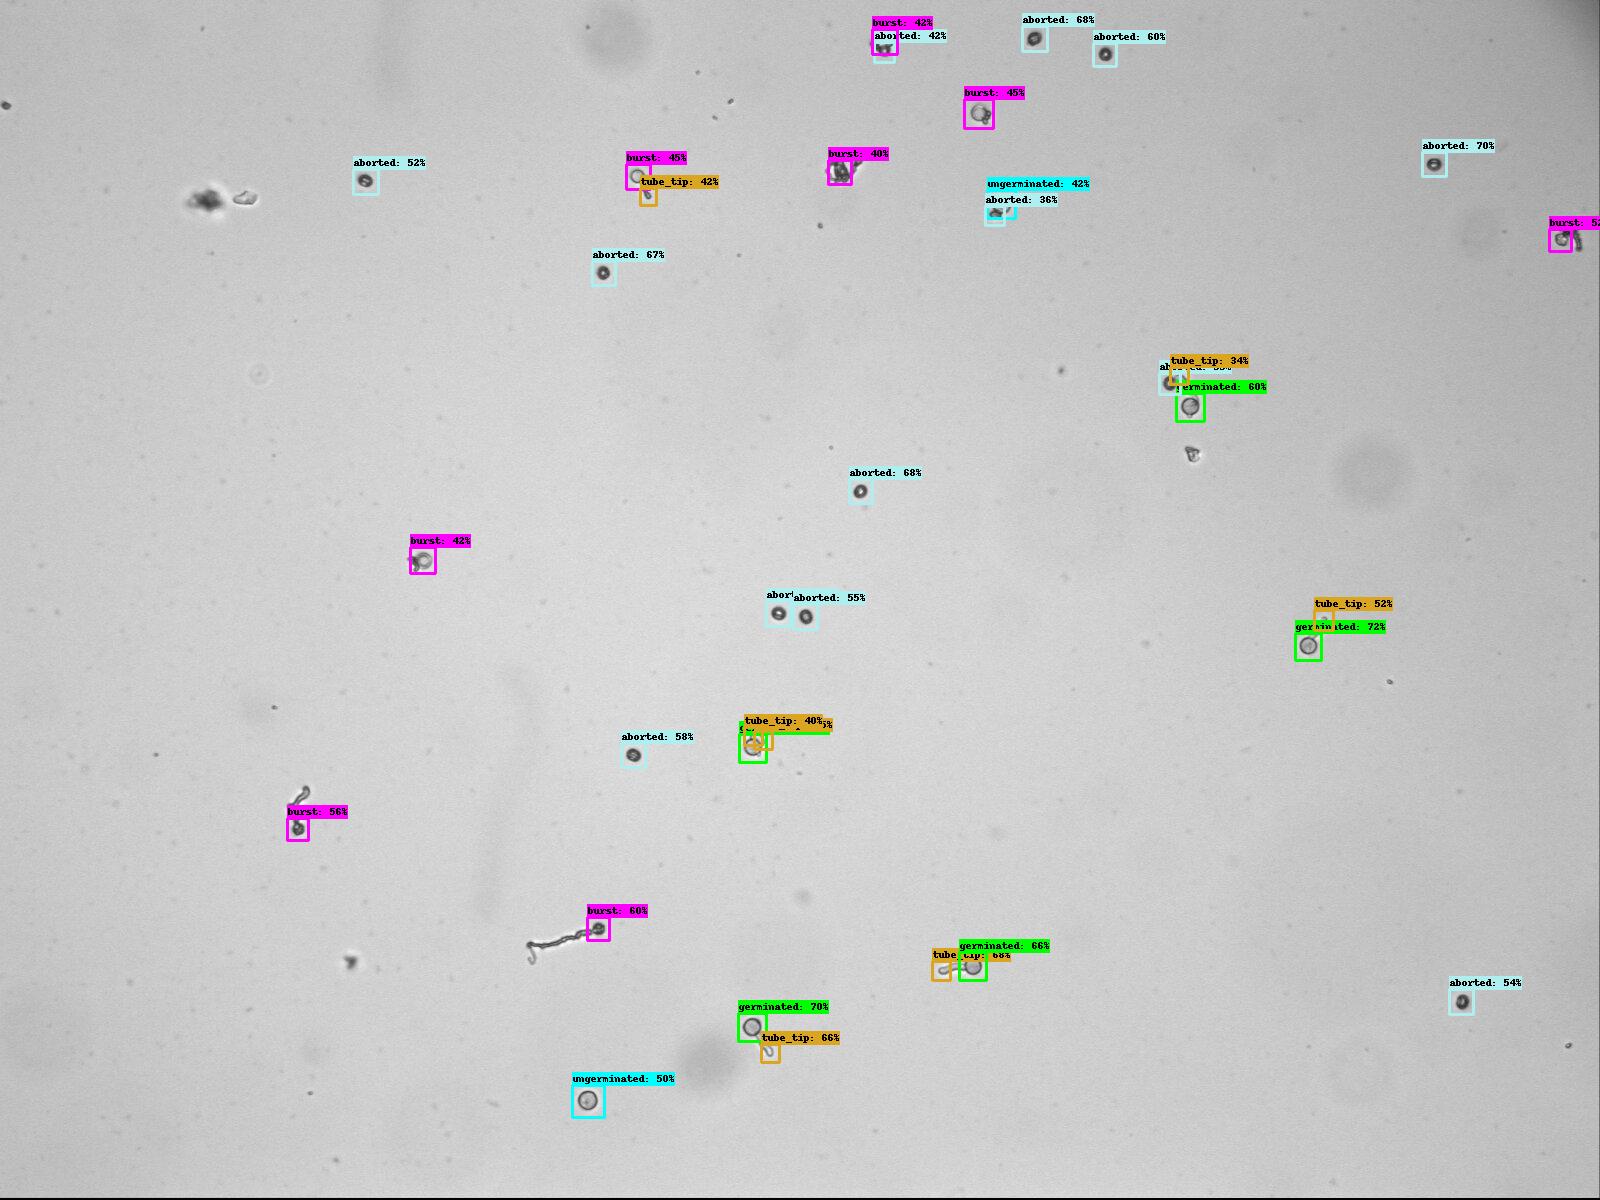 burst: 42%
aborted: 42%
aborted: 68%
aborted: 60%
burst: 45%
aborted: 70%
aborted: 52%
burst: 45%
tube_tip: 42%
burst: 40%
ungerminated: 42%
aborted: 36%
burst:
aborted: 67%
tube_tip: 34%
germinated: 60%
aborted: 68%
burst: 42%
aborted: 55%
tube_tip: 52%
germinated: 72%
tube_tip: 40%
aborted: 58%
burst: 56%
burst: 60%
germinated: 66%
tube_tip: 68%
aborted: 54%
germinated: 70%
tube_tip: 66%
ungerminated: 50%